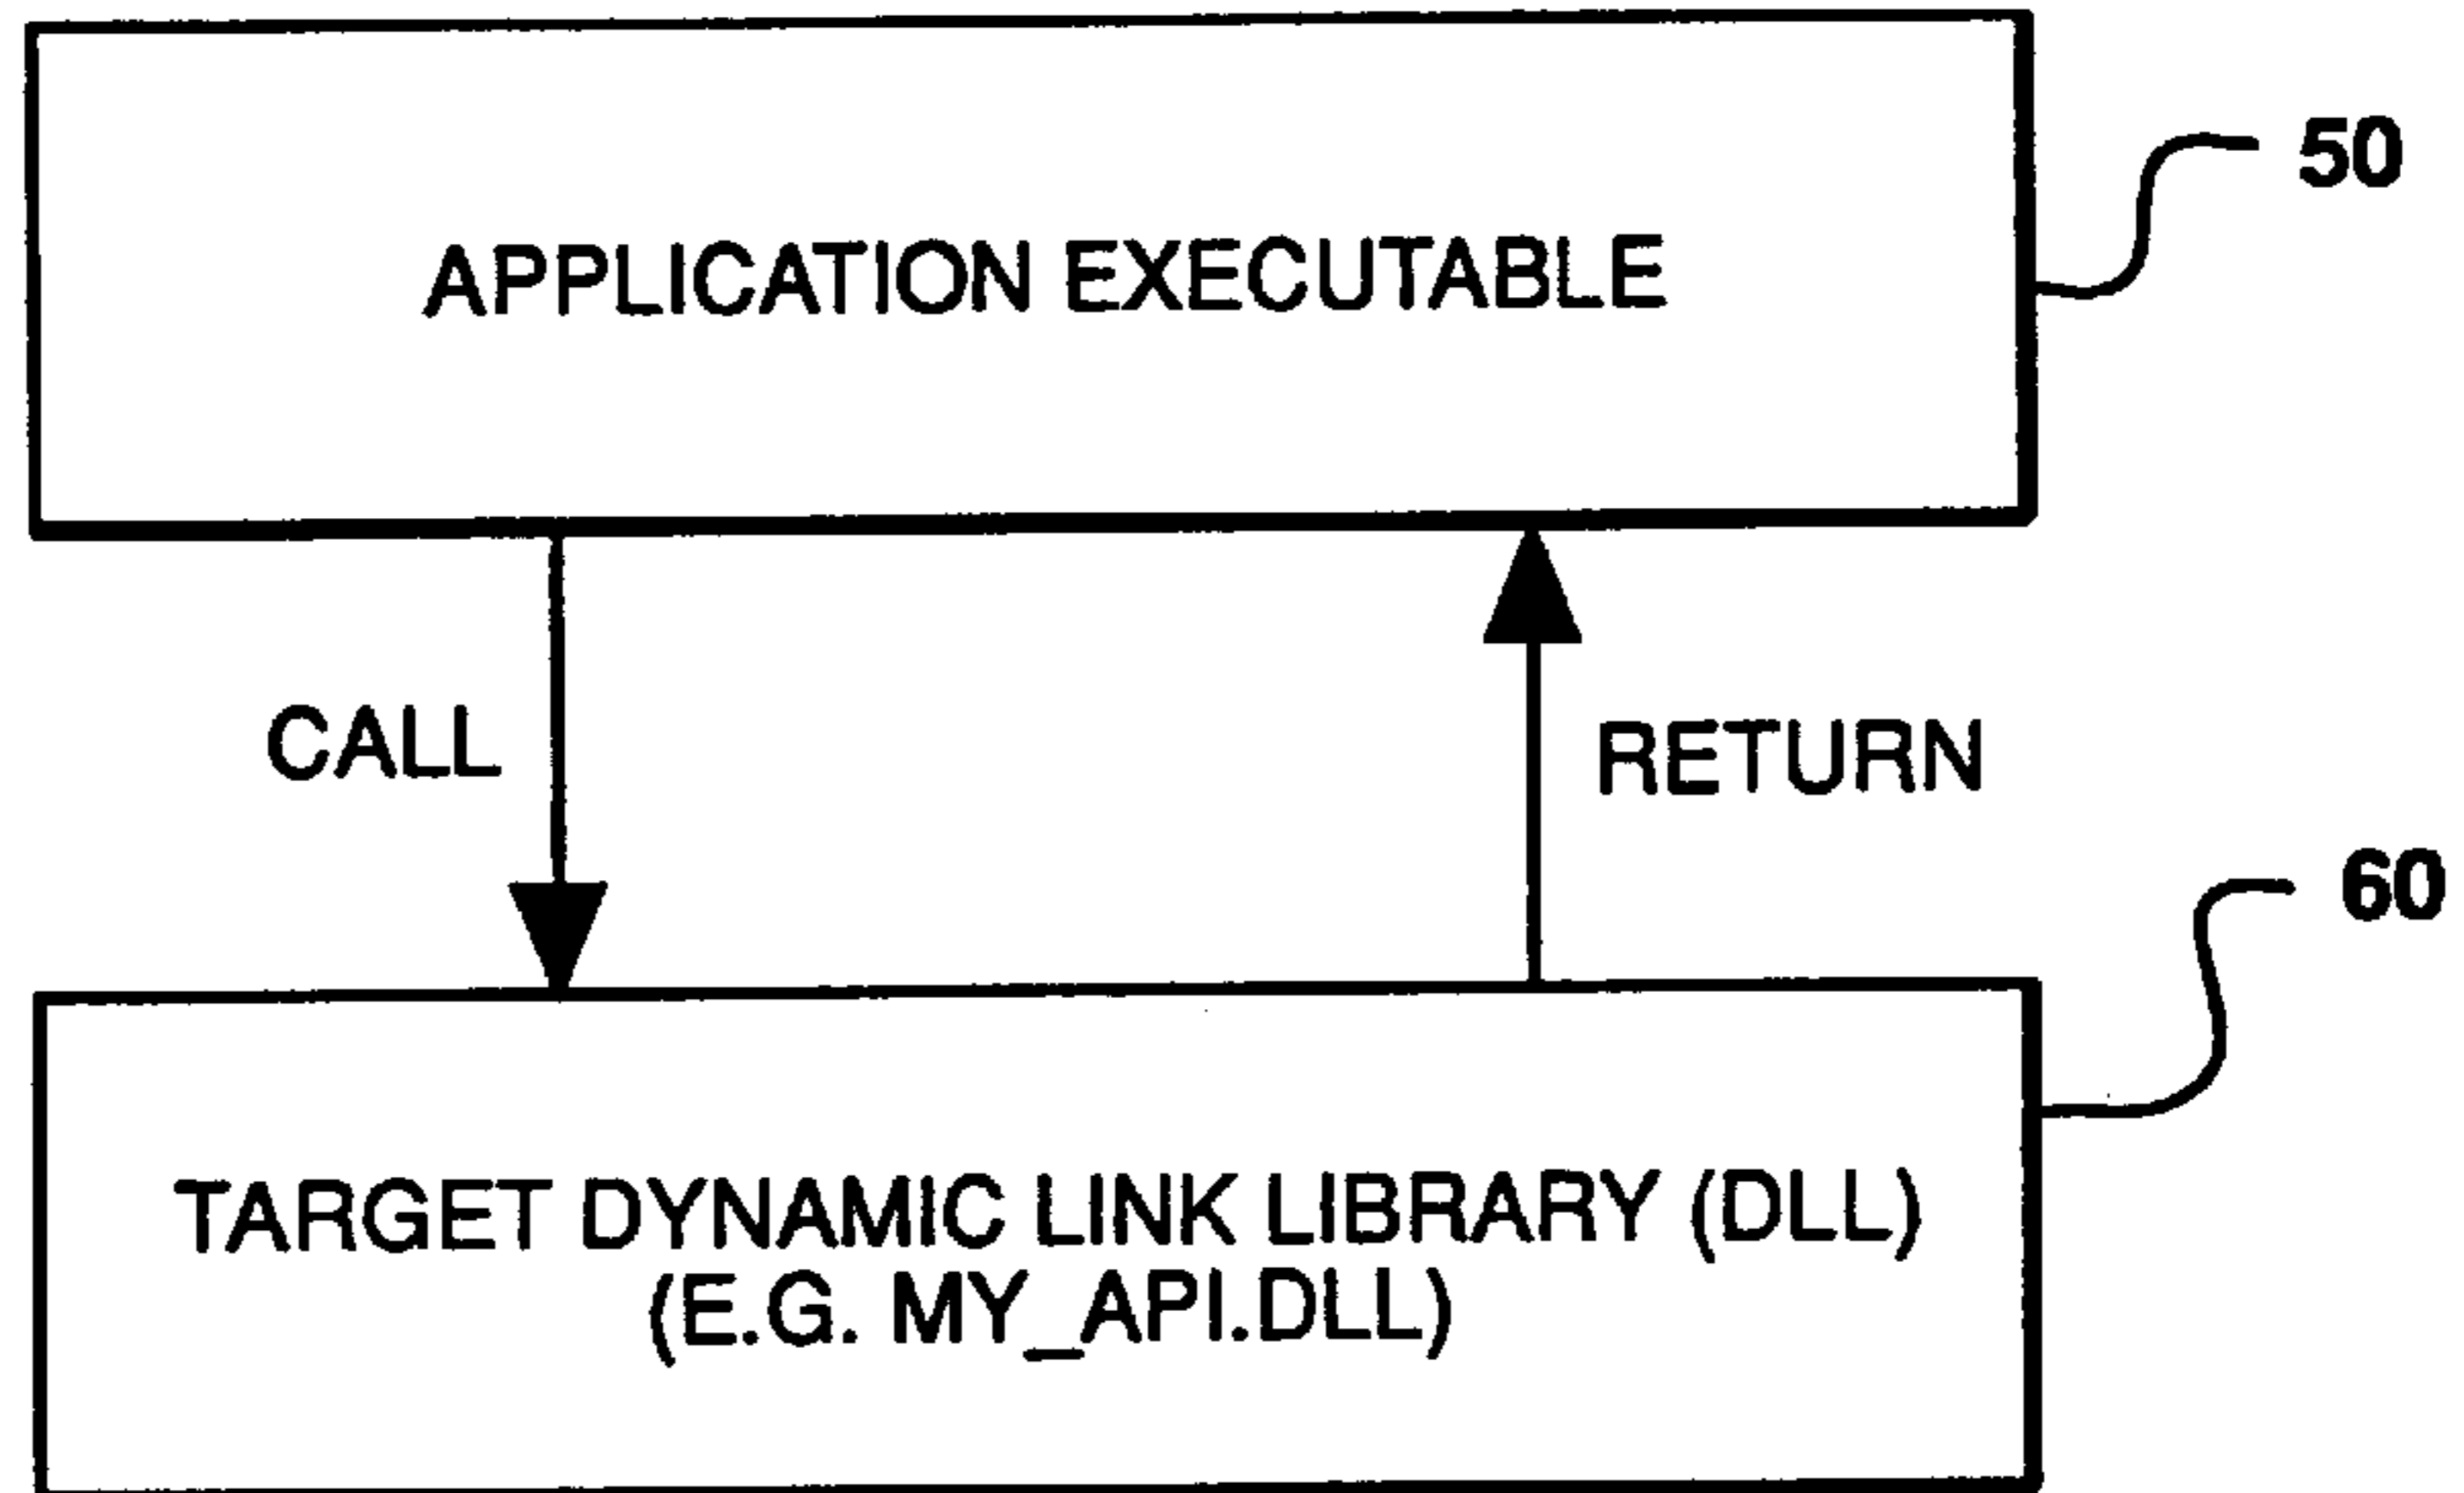 50
APPLICATION EXECUTABLE
CALL
RETURN
60
TARGET DYNAMIC LINK LIBRARY (DLL)
(E.G. MY_API.DLL)